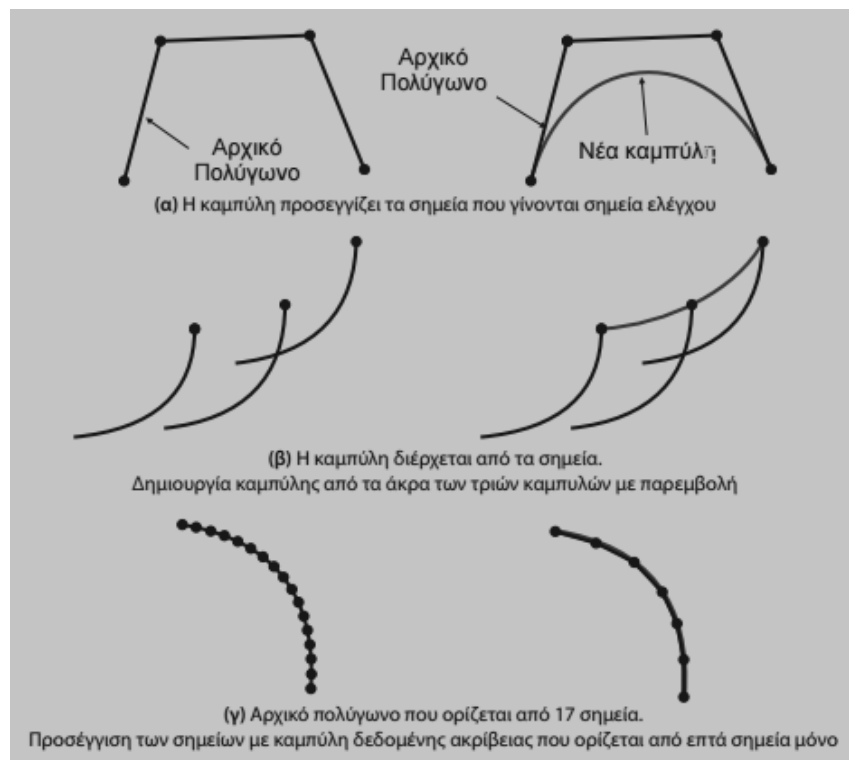 Αρχικό
Πολύγωνο
Αρχικό
Πολύγωνο
Νέα καμπύλη
(α) Η καμπύλη προσεγγίζει τα σημεία που γίνονται σημεία ελέγχου
(β) Η καμπύλη διέρχεται από τα σημεία.
Δημιουργία καμπύλης από τα άκρα των τριών καμπυλών με παρεμβολή
(γ) Αρχικό πολύγωνο που ορίζεται από 17 σημεία.
Προσέγγιση των σημείων με καμπύλη δεδομένης ακρίβειας που ορίζεται από επτά σημεία μόνο